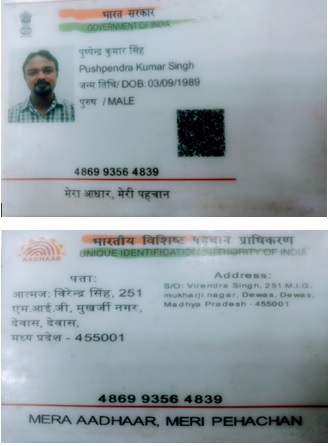 भारत सरकार
GOVERNMENT OF INDIA
पुष्पेन्द्र कुमार सिंह
Pushpendra Kumar Singh
जन्म तिथि/ DOB: 03/09/1989
पुरुष / MALE
4869 9356 4839
मेरा आधार, मेरी पहचान
भारतीय विशिष्ट पहचान प्राधिकरण
UNIQUE IDENTIFICATION AUTHORITY OF INDIA
AADHAAR
पता:
आत्मज: विरेन्द्र सिंह, 251
एम.आई.जी, मुखर्जी नगर,
देवास, देवास,
मध्य प्रदेश - 455001
Address:
S/O: Virendra Singh, 251 M.I.G,
mukharji nagar, Dewas, Dewas,
Madhya Pradesh - 455001
4869 9356 4839
MERA AADHAAR, MERI PEHACHAN